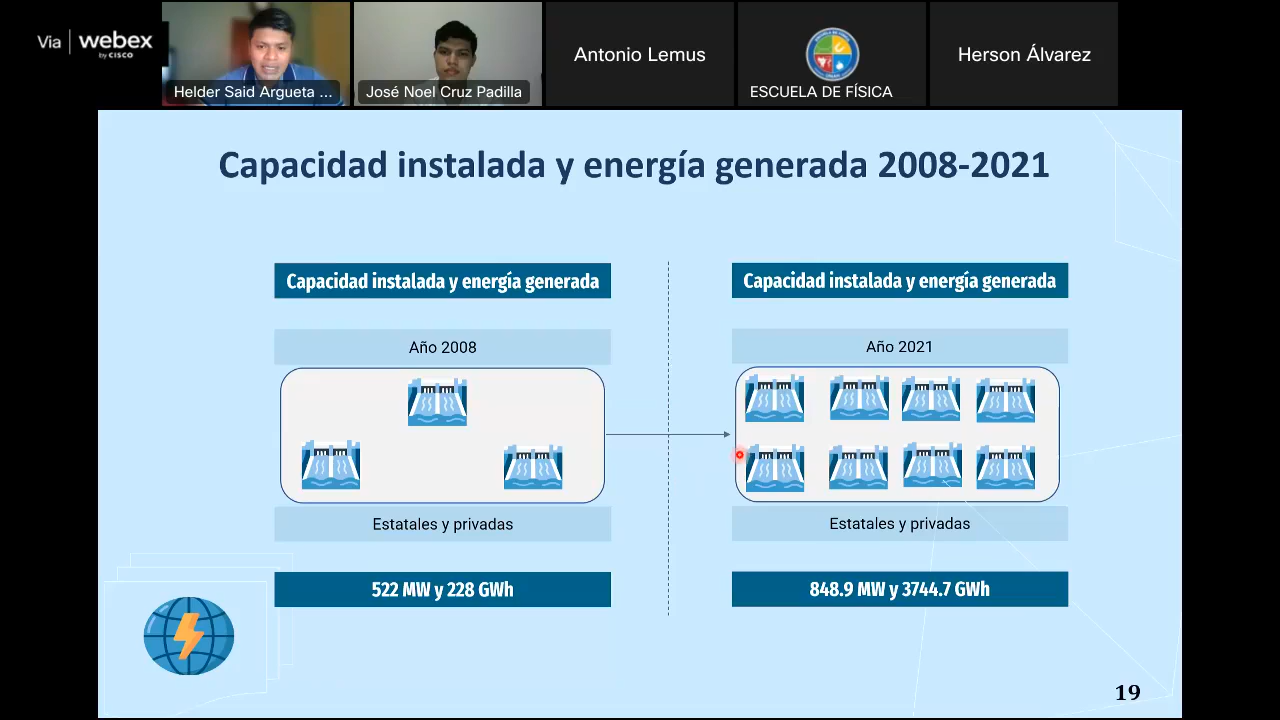 Via webex
by CISCO
Helder Said Argueta ...
José Noel Cruz Padilla
Antonio Lemus
ESCUELA DE FÍSICA
Herson Álvarez
Capacidad instalada y energía generada 2008-2021
Capacidad instalada y energía generada
Año 2008
Estatales y privadas
522 MW y 228 GWh
Capacidad instalada y energía generada
Año 2021
Estatales y privadas
848.9 MW y 3744.7 GWh
19